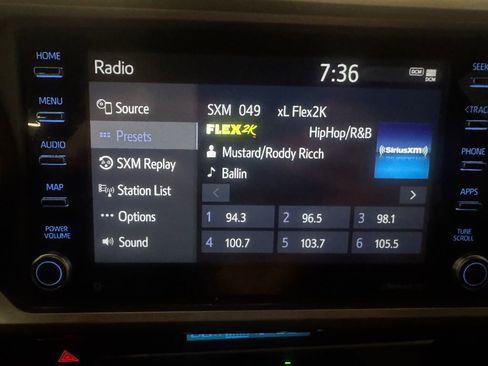 HOME
MENU
AUDIO
MAP
POWER
VOLUME
Radio
7:36
DCM
DCM
Source
Presets
SXM Replay
Station List
Options
Sound
SXM 049 xL Flex2K
FLEX2K
HipHop/R&B
Mustard/Roddy Ricch
Ballin
((SiriusXM))
1 94.3
2 96.5
3 98.1
4 100.7
5 103.7
6 105.5
SEEK
<TRACK
PHONE
APPS
TUNE
SCROLL